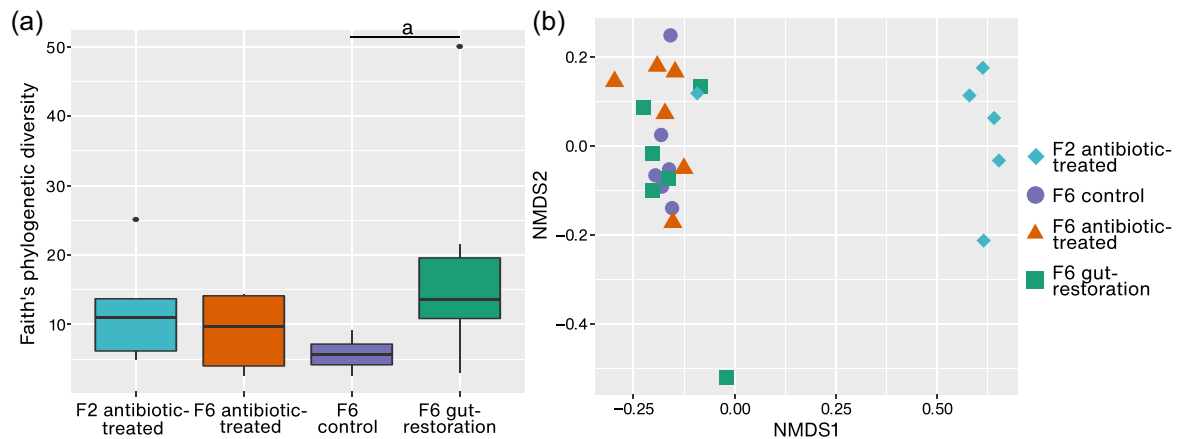 (a)
a
Faith's phylogenetic diversity
50
40
30
20
10
F2 antibiotic-
treated
F6 antibiotic-
treated
F6
control
F6 gut-
restoration
(b)
NMDS2
0.2
0.0
−0.2
−0.4
−0.25
0.00
0.25
0.50
NMDS1
F2 antibiotic-
treated
F6 control
F6 antibiotic-
treated
F6 gut-
restoration